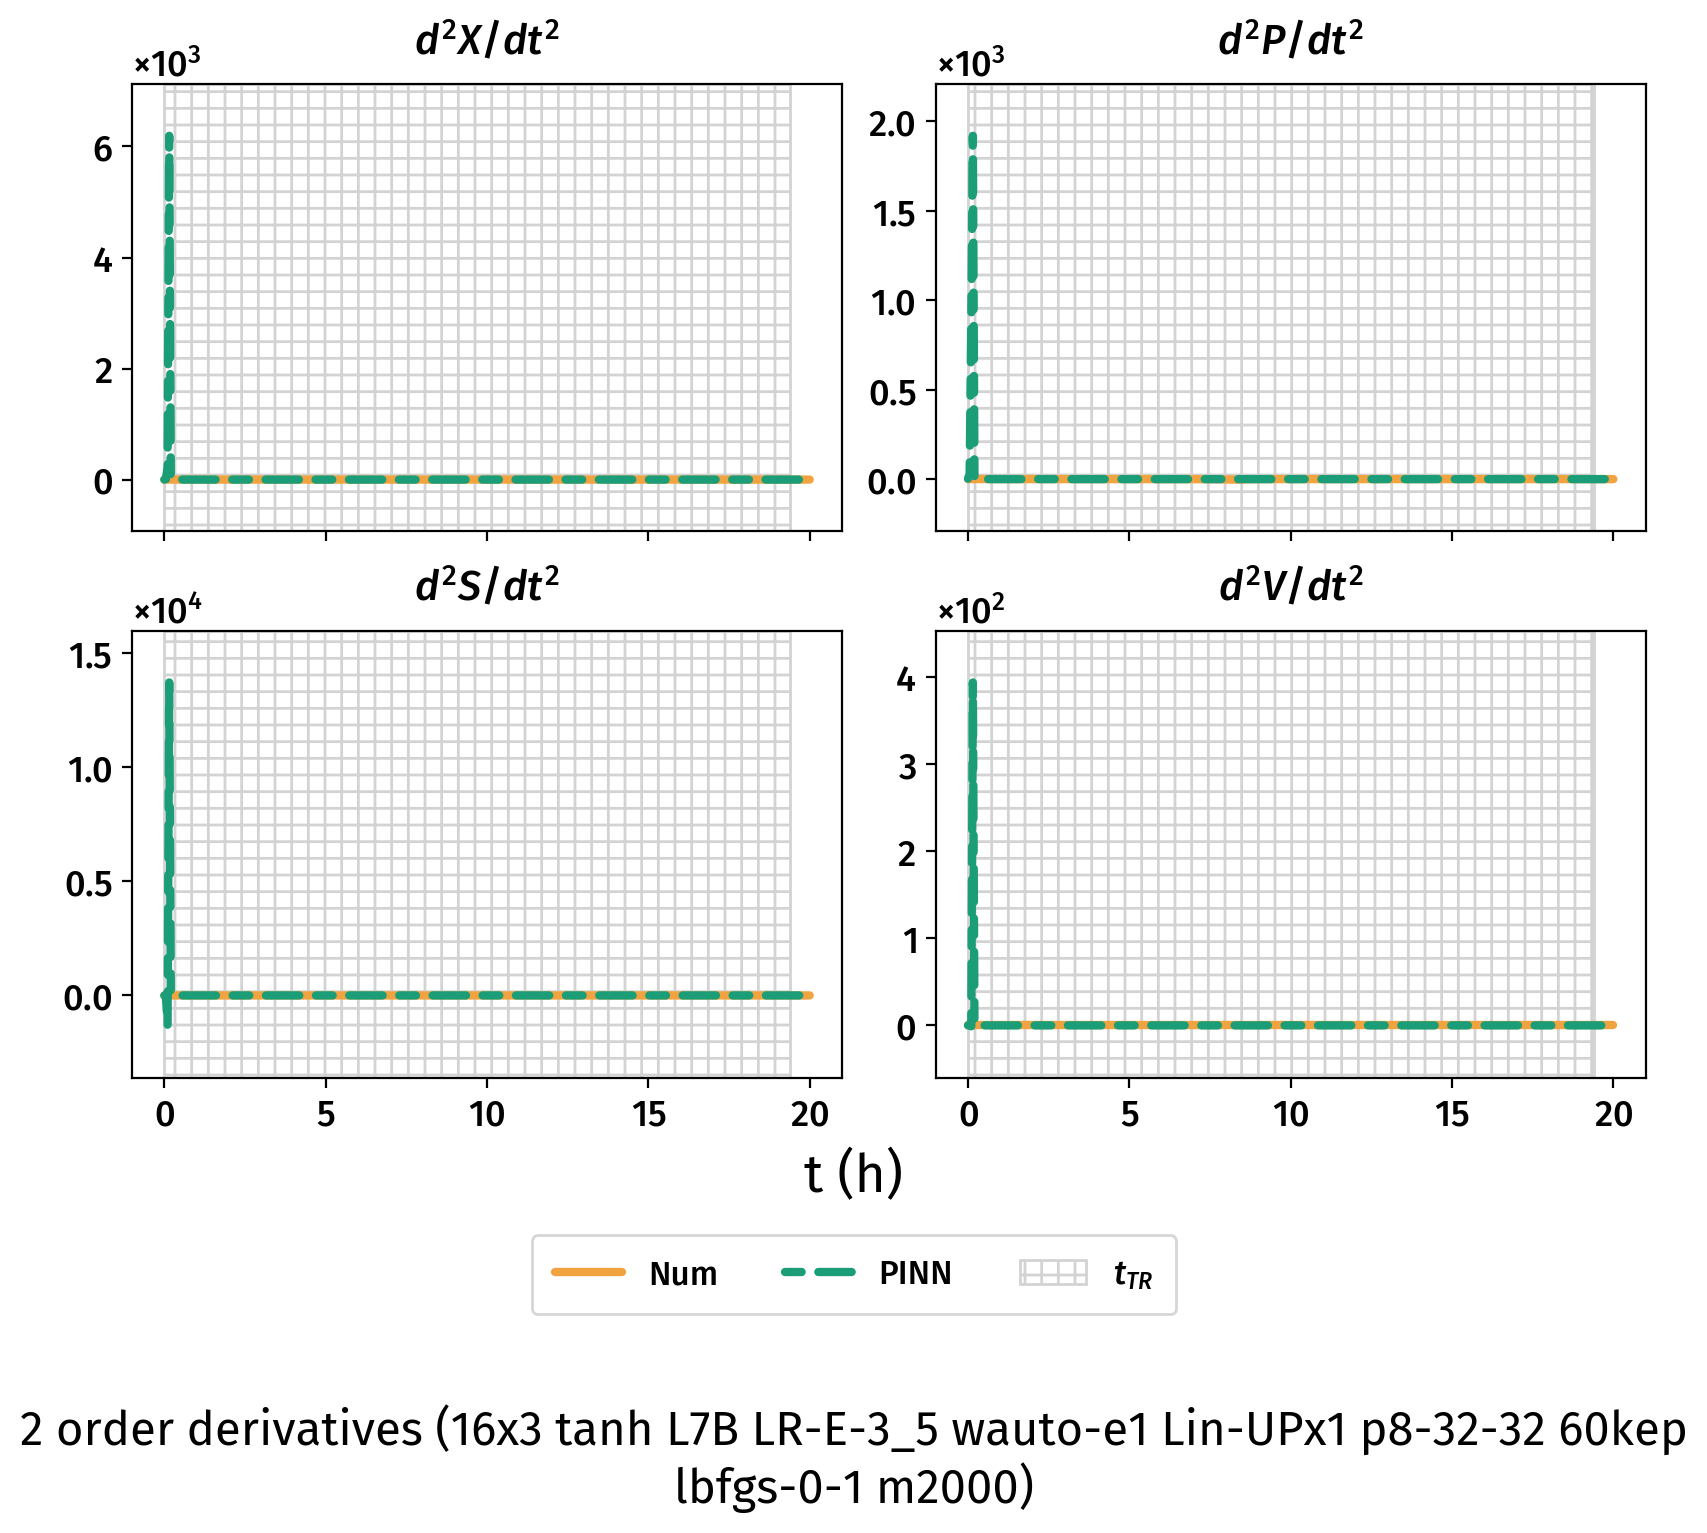 d²X/dt²
×10³
6
4
2
0
d²P/dt²
×10³
2.0
1.5
1.0
0.5
0.0
d²S/dt²
×10⁴
1.5
1.0
0.5
0.0
0 5 10 15 20
d²V/dt²
×10²
4
3
2
1
0
0 5 10 15 20
t (h)
Num PINN t_TR
2 order derivatives (16x3 tanh L7B LR-E-3_5 wauto-e1 Lin-UPx1 p8-32-32 60kep
lbfgs-0-1 m2000)